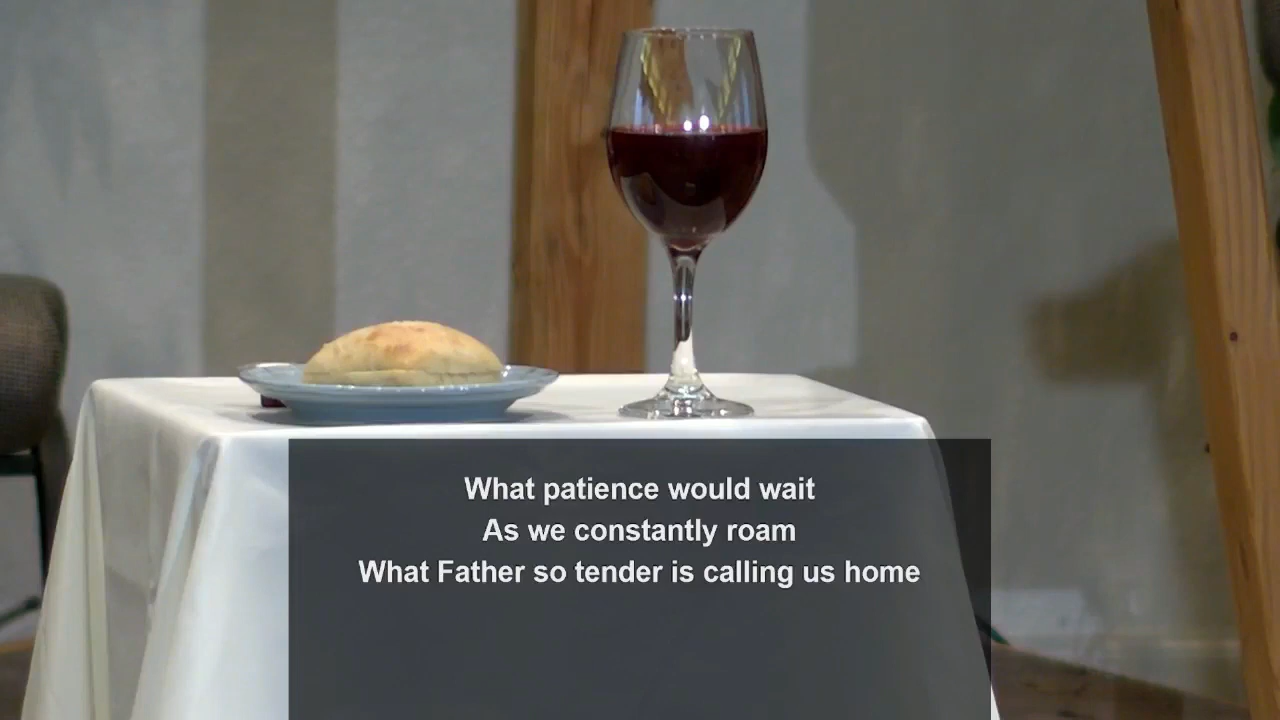 What patience would wait
As we constantly roam
What Father so tender is calling us home